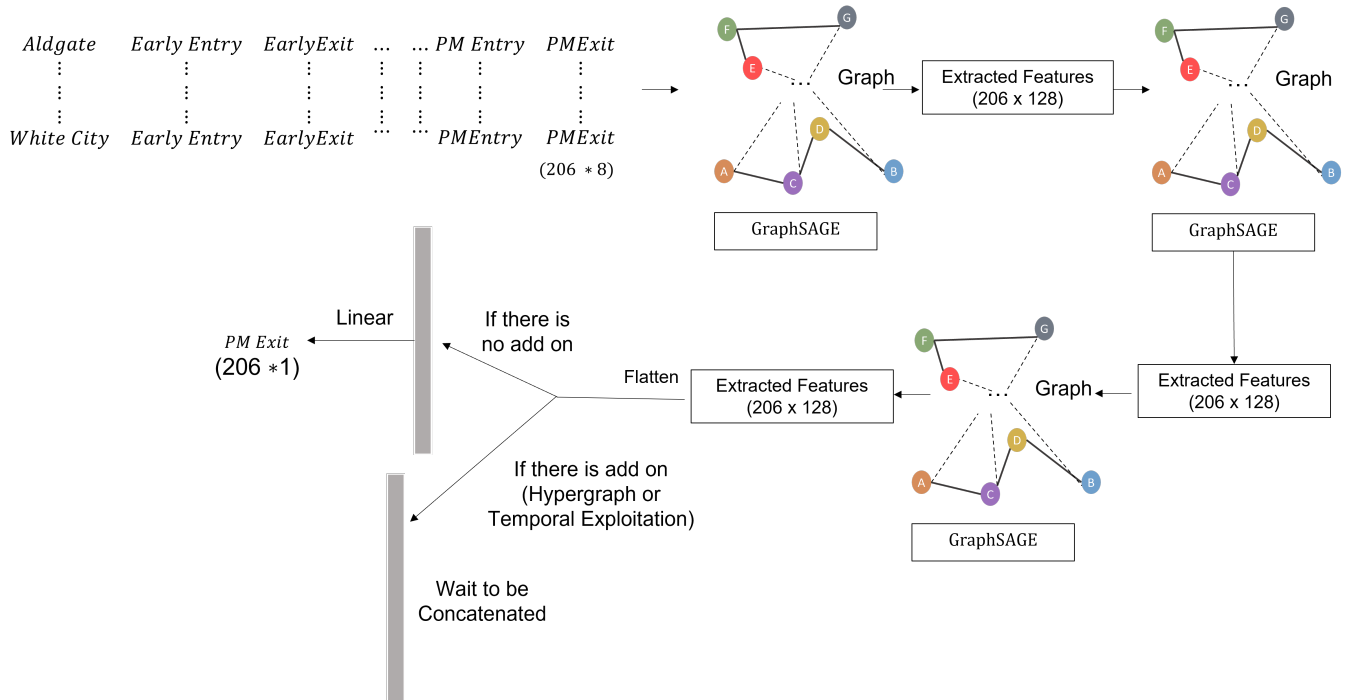 Aldgate Early Entry EarlyExit ... ... PM Entry PMExit
⋮ ⋮ ⋮ ⋮ ⋮ ⋮ ⋮
White City Early Entry EarlyExit ... ... PMEntry PMExit
(206 * 8)
F
G
E
...
Graph
D
A
C
B
GraphSAGE
Extracted Features
(206 x 128)
F
G
E
...
Graph
D
A
C
B
GraphSAGE
Extracted Features
(206 x 128)
F
G
E
...
Graph
D
A
C
B
GraphSAGE
Extracted Features
(206 x 128)
Flatten
If there is
no add on
Linear
PM Exit
(206 *1)
If there is add on
(Hypergraph or
Temporal Exploitation)
Wait to be
Concatenated